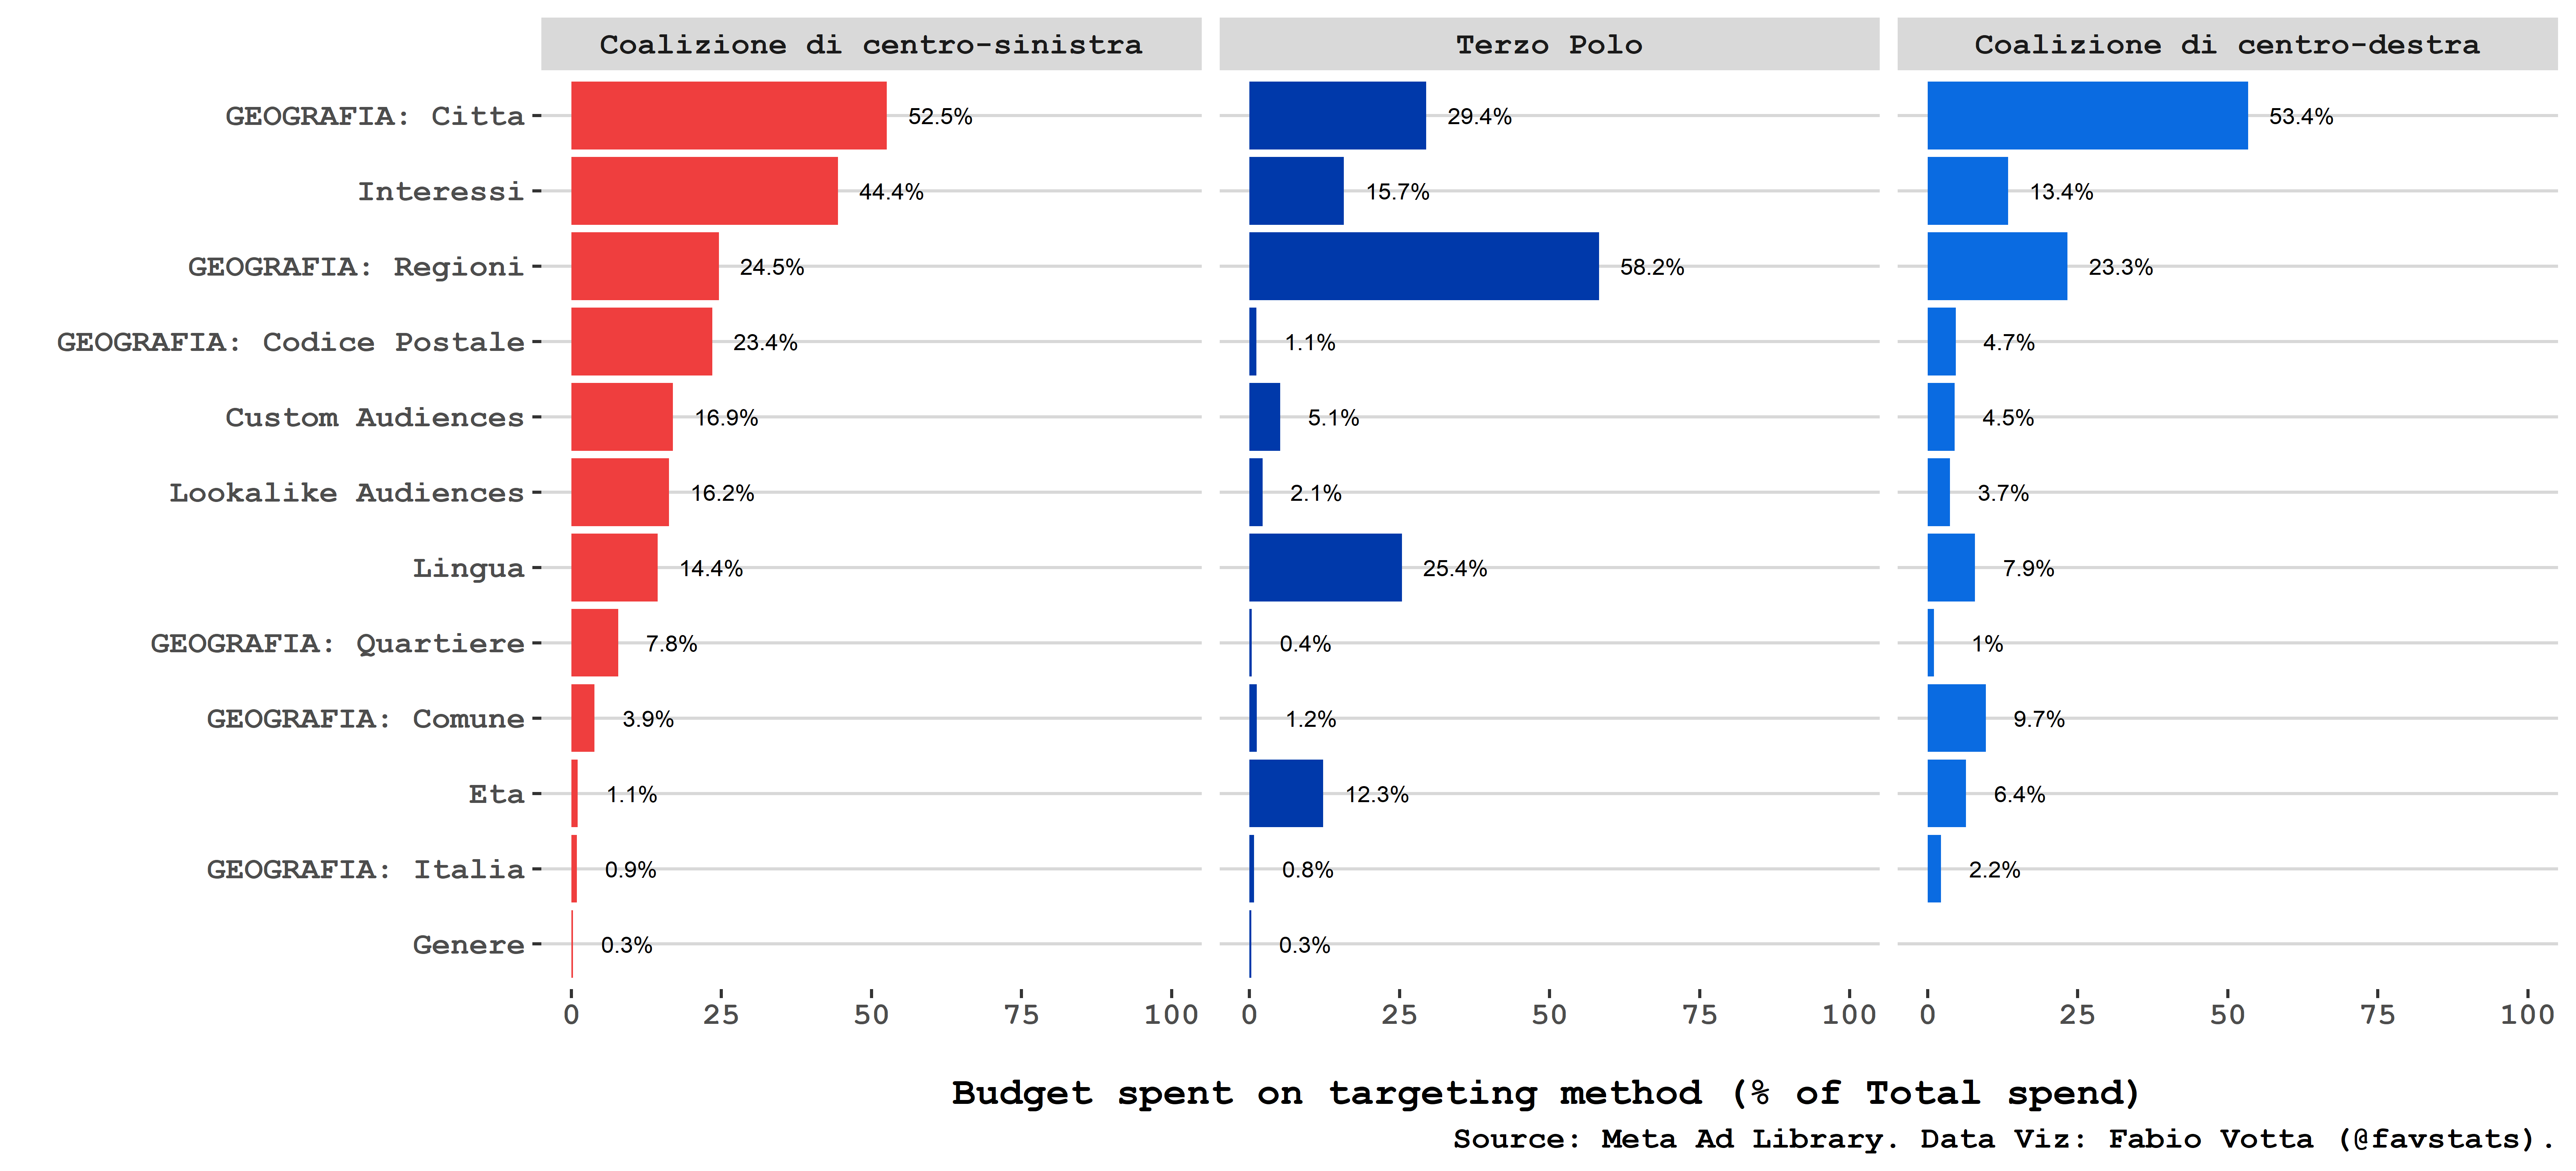 Coalizione di centro-sinistra Terzo Polo Coalizione di centro-destra
GEOGRAFIA: Citta 52.5% 29.4% 53.4%
Interessi 44.4% 15.7% 13.4%
GEOGRAFIA: Regioni 24.5% 58.2% 23.3%
GEOGRAFIA: Codice Postale 23.4% 1.1% 4.7%
Custom Audiences 16.9% 5.1% 4.5%
Lookalike Audiences 16.2% 2.1% 3.7%
Lingua 14.4% 25.4% 7.9%
GEOGRAFIA: Quartiere 7.8% 0.4% 1%
GEOGRAFIA: Comune 3.9% 1.2% 9.7%
Eta 1.1% 12.3% 6.4%
GEOGRAFIA: Italia 0.9% 0.8% 2.2%
Genere 0.3% 0.3%
0 25 50 75 100 0 25 50 75 100 0 25 50 75 100
Budget spent on targeting method (% of Total spend)
Source: Meta Ad Library. Data Viz: Fabio Votta (@favstats).